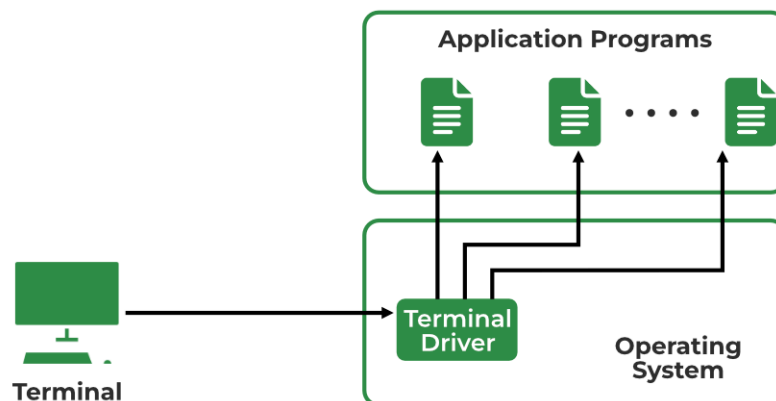 Application Programs
Terminal
Driver
Operating
System
Terminal